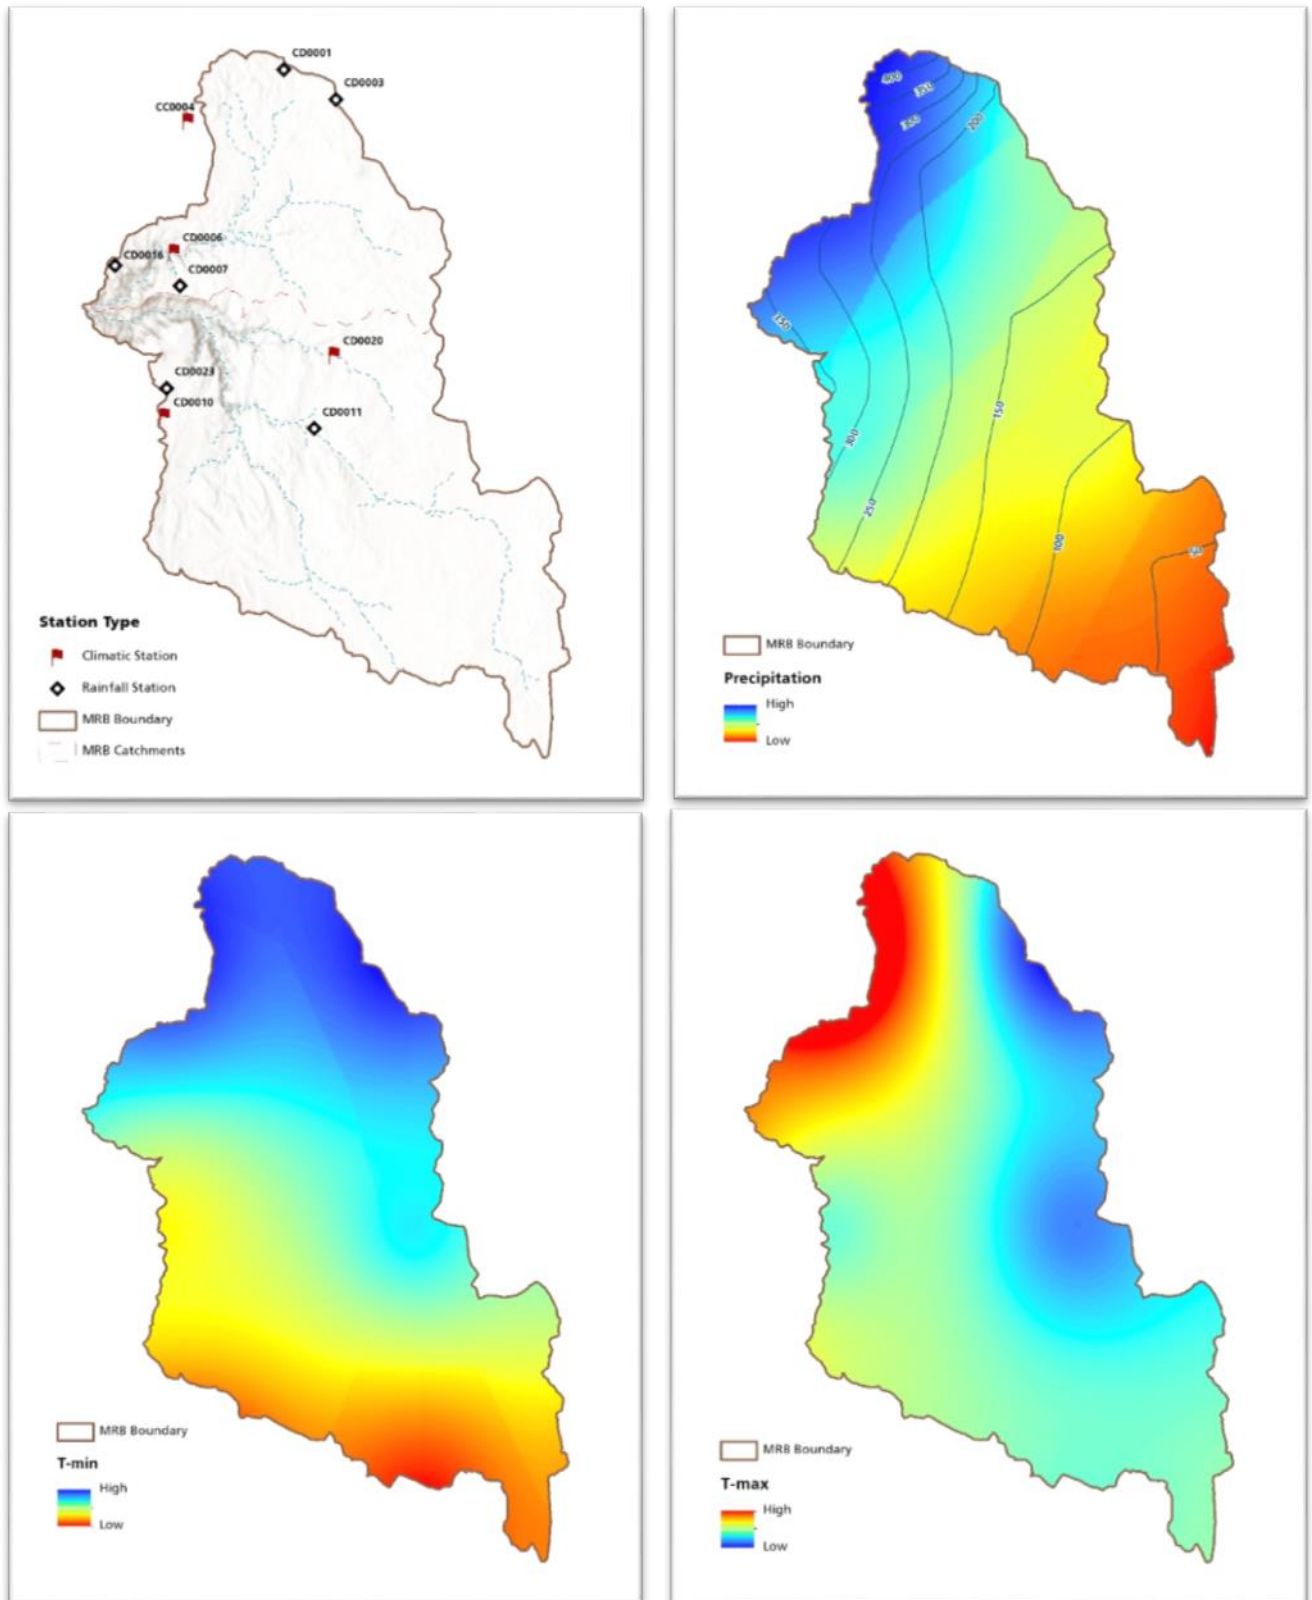 CD0001
CD0003
CC0004
CD0006
CD0016
CD0007
CD0020
CD0023
CD0010
CD0011
Station Type
Climatic Station
Rainfall Station
MRB Boundary
MRB Catchments
400
351
300
200
350
150
300
250
100
50
MRB Boundary
Precipitation
High
Low
MRB Boundary
T-min
High
Low
MRB Boundary
T-max
High
Low